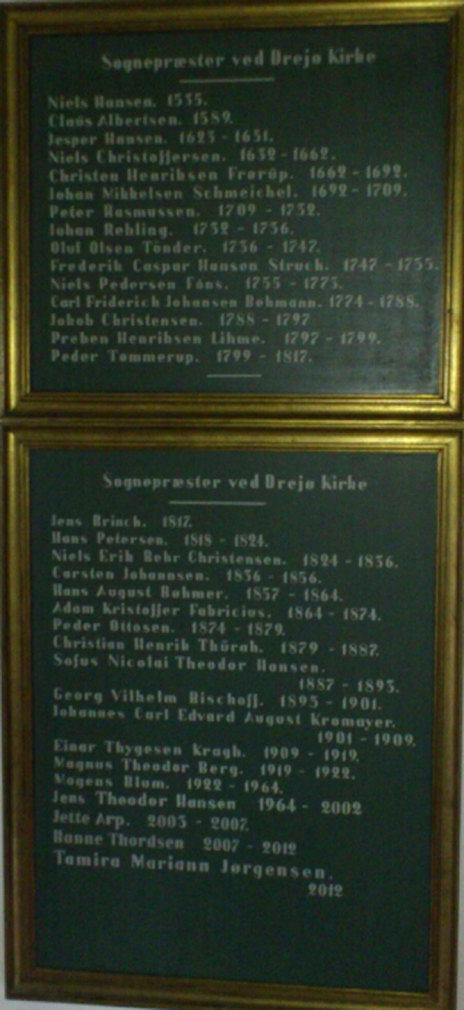 Sognepræster ved Drejø Kirke
Niels Hansen. 1535.
Claus Albertsen. 1589.
Jesper Hansen. 1623 - 1631.
Niels Christoffersen. 1632 - 1662.
Christen Henriksen Frorup. 1662 - 1692.
Johan Mikkelsen Schmeichel. 1692 - 1709.
Peter Rasmussen. 1709 - 1732.
Johan Rehling. 1732 - 1736.
Oluf Olsen Tönder. 1736 - 1747.
Frederik Caspar Hansen Struch. 1747 - 1755.
Niels Pedersen Fóns. 1755 - 1773.
Carl Friderich Johansen Behmann. 1774 - 1788.
Jakob Christensen. 1788 - 1797
Preben Henriksen Lihme. 1797 - 1799.
Peder Tommerup. 1799 - 1817.
Sognepræster ved Drejø Kirke
Jens Brinch. 1817.
Hans Petersen. 1818 - 1824.
Niels Erik Behr Christensen. 1824 - 1836.
Carsten Johannsen. 1836 - 1856.
Hans August Bøhmer. 1857 - 1864.
Adam Kristoffer Fabricius. 1864 - 1874.
Peder Ottosen. 1874 - 1879.
Christian Henrik Thürah. 1879 - 1887.
Sofus Nicolai Theodor Hansen.
1887 - 1893.
Georg Vilhelm Bischoff. 1893 - 1901.
Johannes Carl Edvard August Kromayer.
1901 - 1909.
Einar Thygesen Kragh. 1909 - 1919.
Magnus Theodor Berg. 1919 - 1922.
Mogens Blum. 1922 - 1964.
Jens Theodor Hansen 1964 - 2002
Jette Arp. 2003 - 2007.
Hanne Thordsen 2007 - 2012
Tamira Mariann Jørgensen.
2012